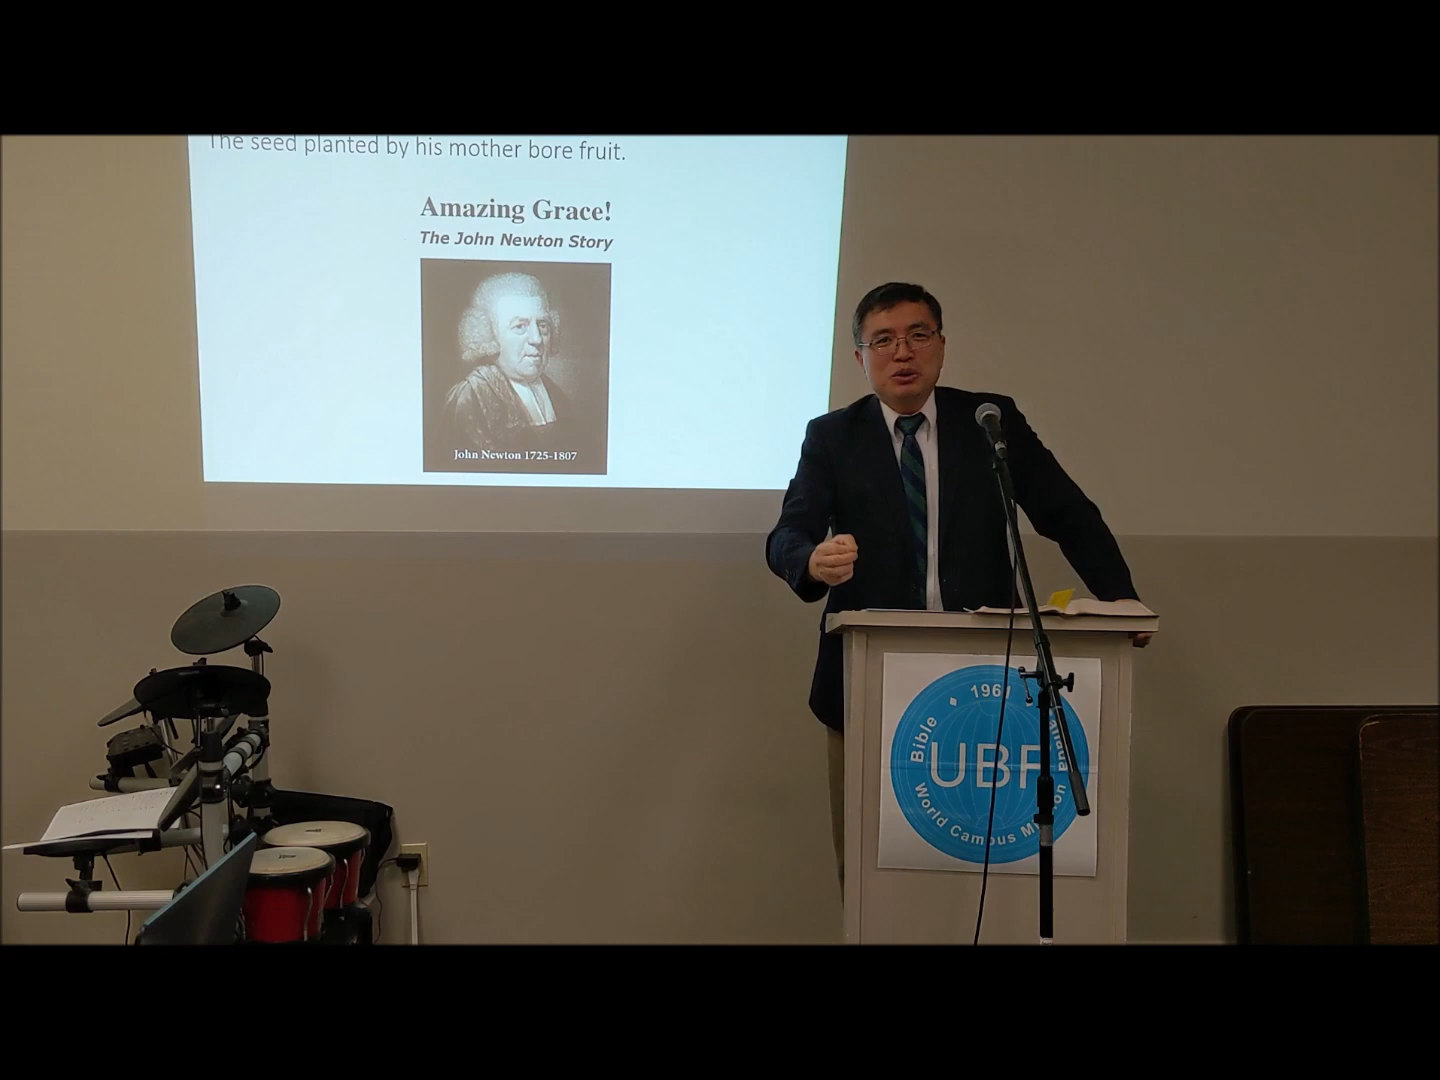 The seed planted by his mother bore fruit.
Amazing Grace!
The John Newton Story
John Newton 1725-1807
1961
Bible
UBF
World Campus